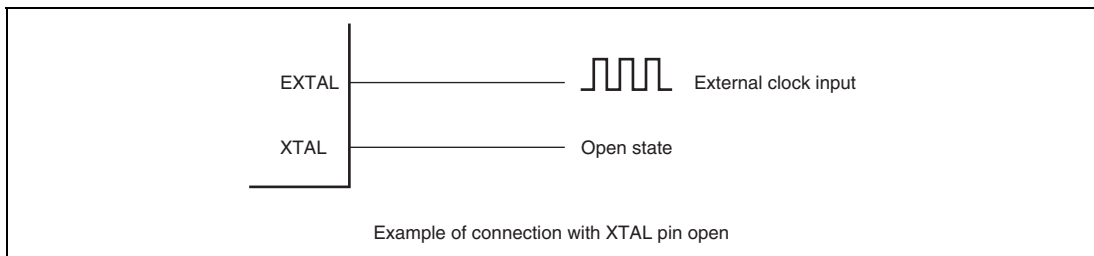 EXTAL External clock input
XTAL Open state
Example of connection with XTAL pin open